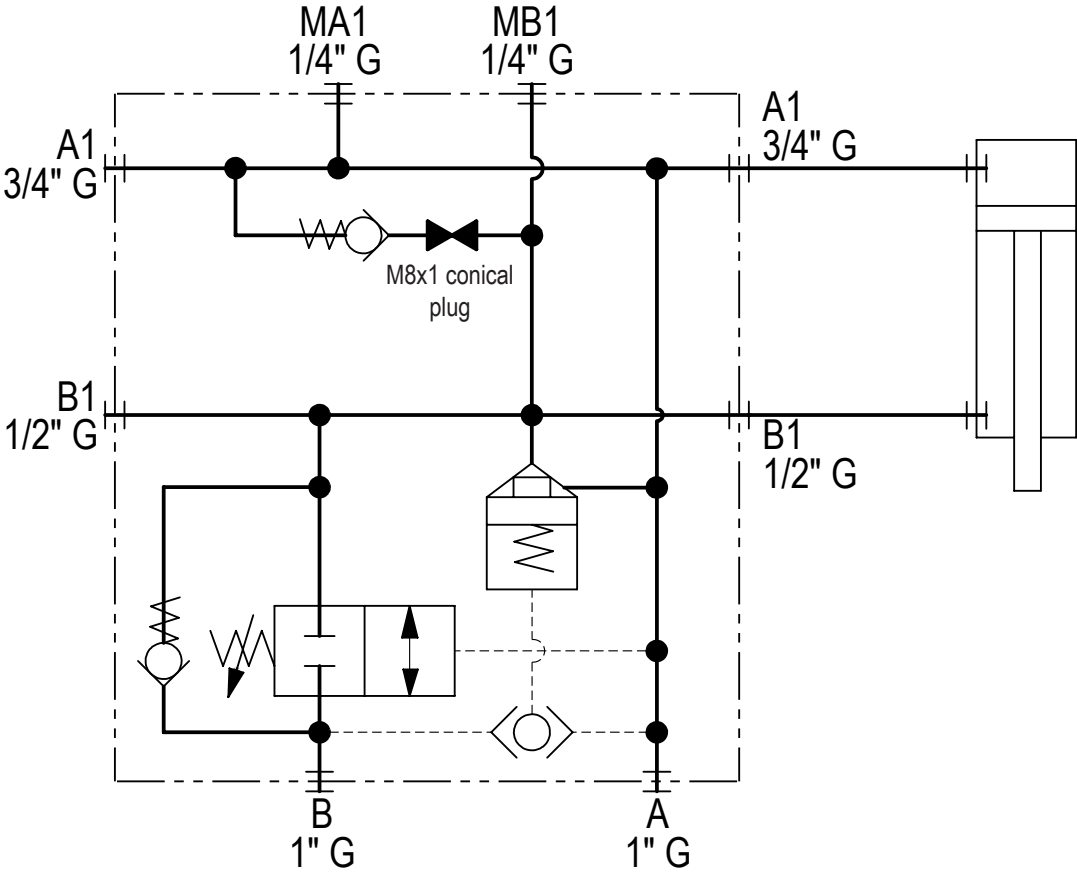 MA1
1/4" G
MB1
1/4" G
A1
3/4" G
A1
3/4" G
M8x1 conical
plug
B1
1/2" G
B1
1/2" G
B
1" G
A
1" G